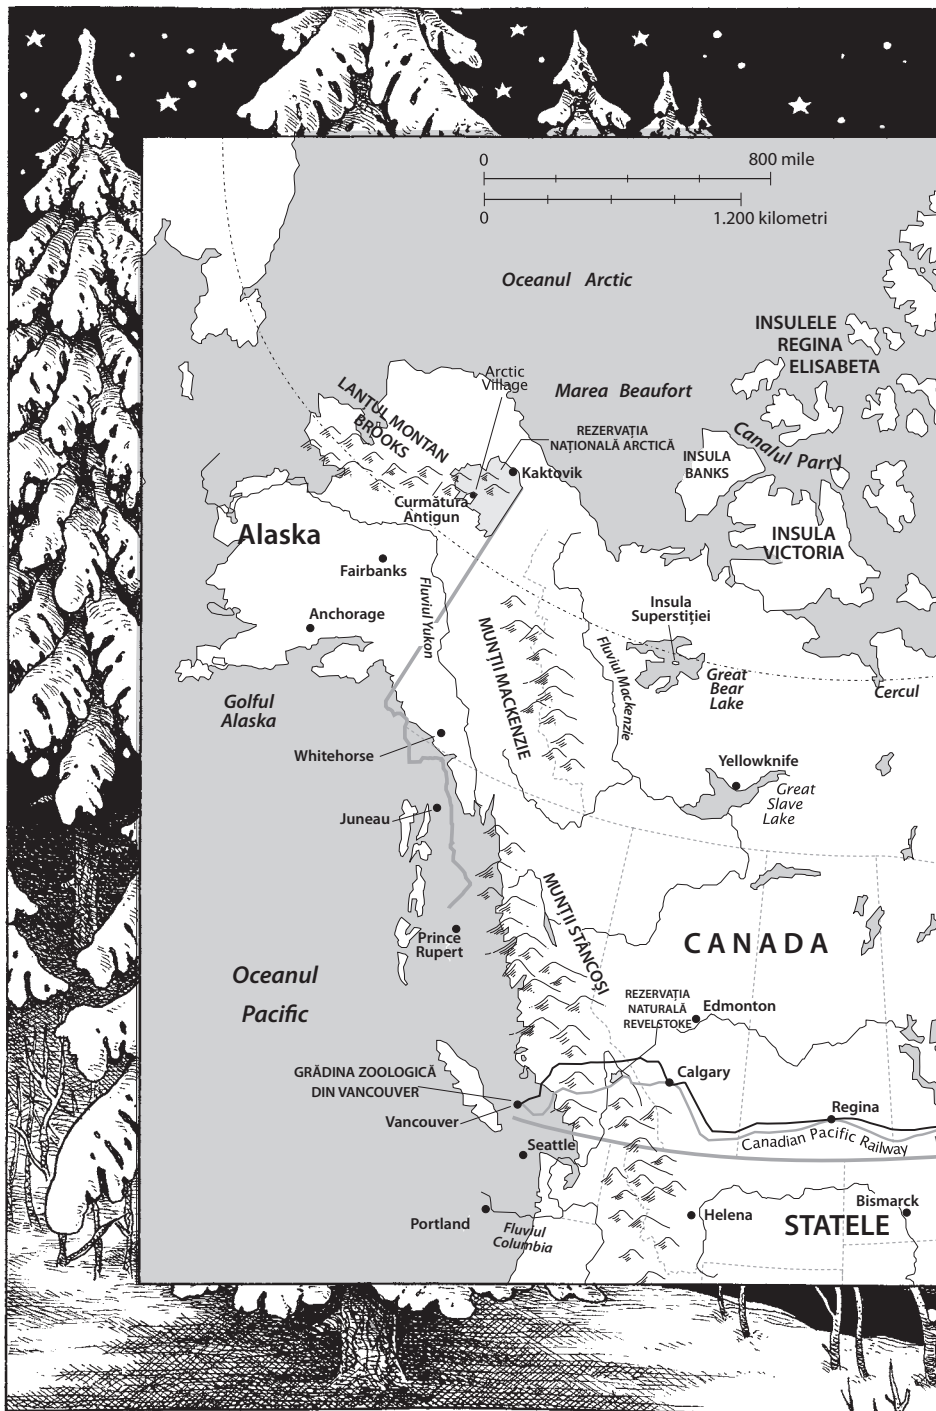 0
800 mile
0
1.200 kilometri
Oceanul Arctic
INSULELE
REGINA
ELISABETA
Arctic
Village
Marea Beaufort
LANTUL MONTAN
BROOKS
REZERVAȚIA
NAȚIONALĂ ARCTICĂ
Canalul Parry
INSULA
BANKS
Kaktovik
Curmătura
Antigun
Alaska
INSULA
VICTORIA
Fairbanks
Fluviul Yukon
Insula
Superstiției
Anchorage
MUNȚII MACKENZIE
Fluviul Mackenzie
Great
Bear
Lake
Cercul
Golful
Alaska
Whitehorse
Yellowknife
Great
Slave
Lake
Juneau
MUNȚII STÂNCOȘI
Prince
Rupert
CANADA
Oceanul
Pacific
REZERVAȚIA
NATURALĂ
REVELSTOKE
Edmonton
GRĂDINA ZOOLOGICĂ
DIN VANCOUVER
Calgary
Vancouver
Regina
Canadian Pacific Railway
Seattle
Portland
Fluviul
Columbia
Helena
Bismarck
STATELE